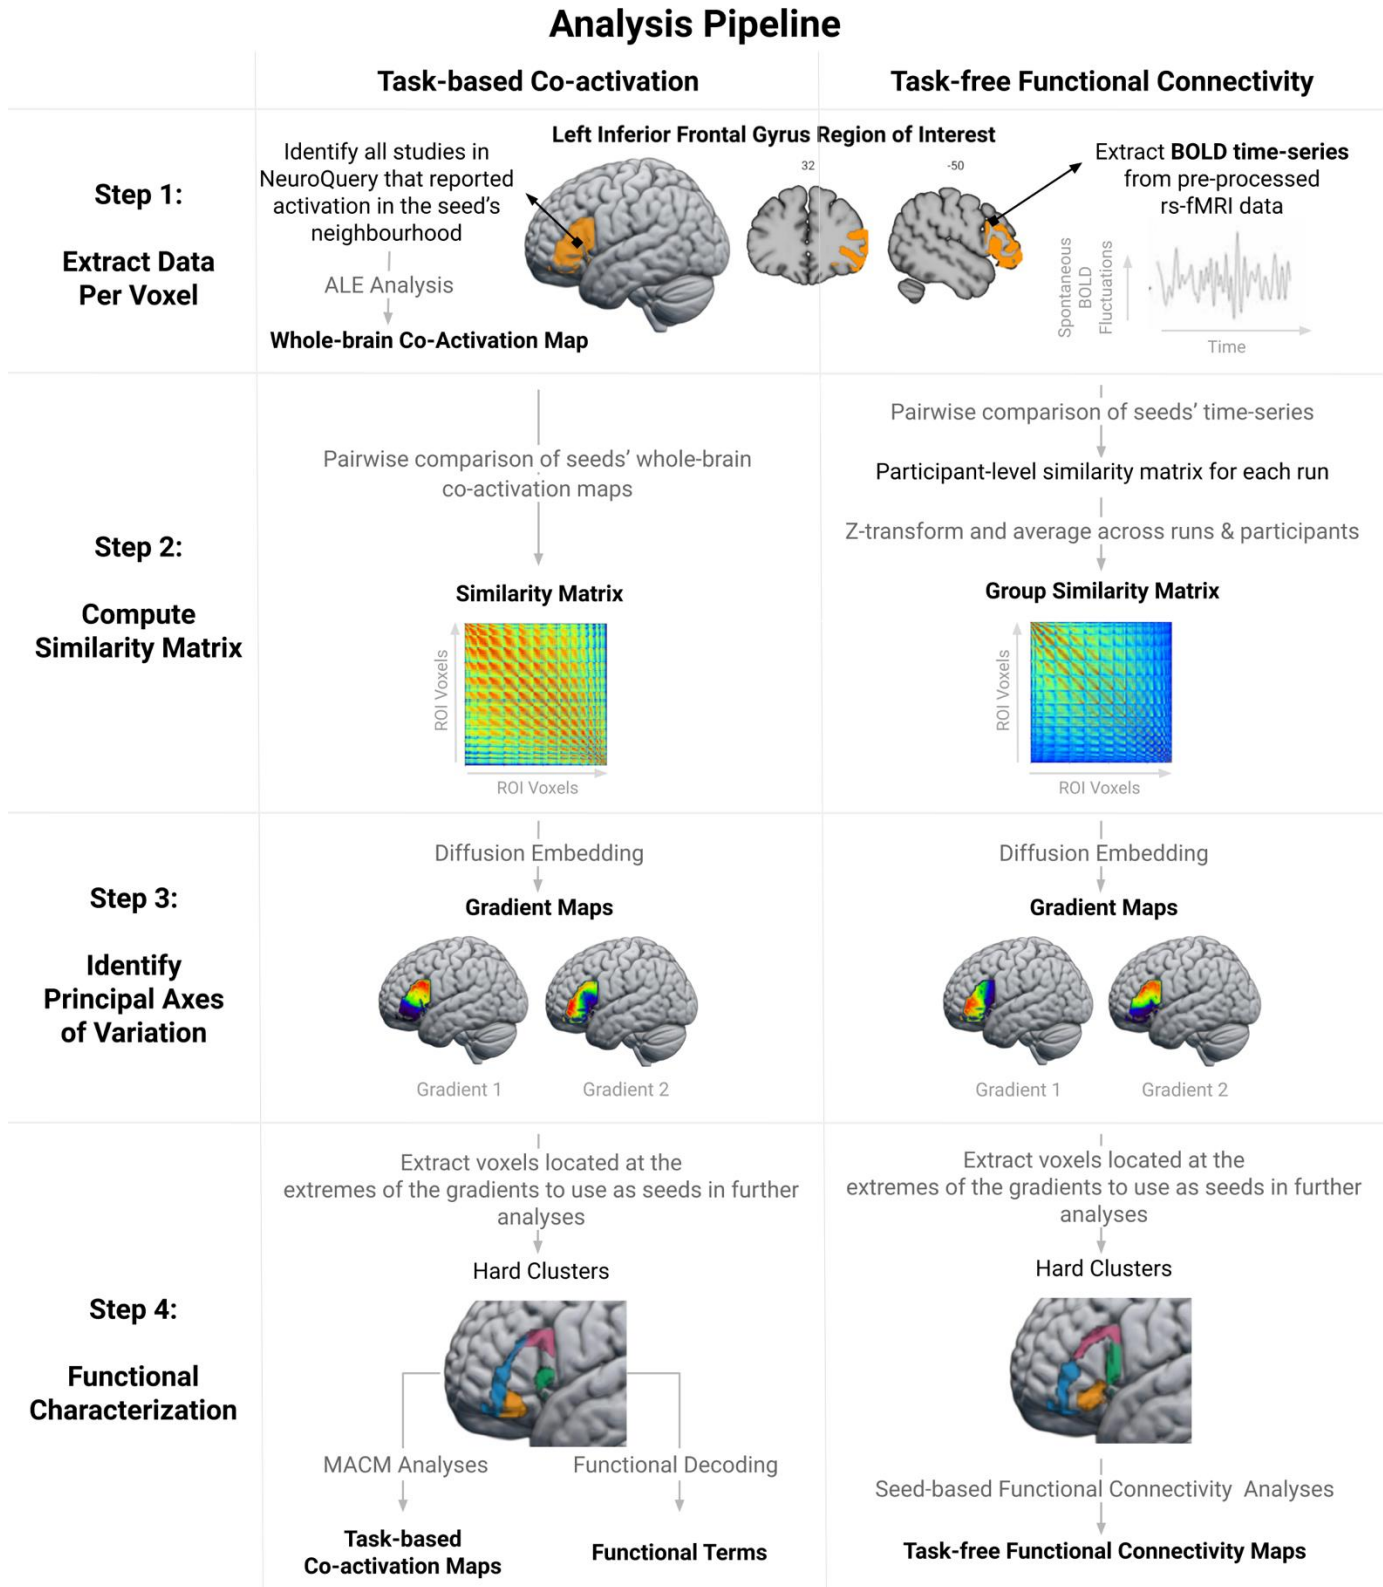 Analysis Pipeline
Task-based Co-activation
Task-free Functional Connectivity
Step 1:
Extract Data
Per Voxel
Left Inferior Frontal Gyrus Region of Interest
Identify all studies in
NeuroQuery that reported
activation in the seed's
neighbourhood
ALE Analysis
Whole-brain Co-Activation Map
32
-50
Extract BOLD time-series
from pre-processed
rs-fMRI data
Spontaneous
BOLD
Fluctuations
Time
Step 2:
Compute
Similarity Matrix
Pairwise comparison of seeds' whole-brain
co-activation maps
Similarity Matrix
ROI Voxels
ROI Voxels
Pairwise comparison of seeds' time-series
Participant-level similarity matrix for each run
Z-transform and average across runs & participants
Group Similarity Matrix
ROI Voxels
ROI Voxels
Step 3:
Identify
Principal Axes
of Variation
Diffusion Embedding
Gradient Maps
Gradient 1
Gradient 2
Diffusion Embedding
Gradient Maps
Gradient 1
Gradient 2
Step 4:
Functional
Characterization
Extract voxels located at the
extremes of the gradients to use as seeds in further
analyses
Hard Clusters
MACM Analyses
Functional Decoding
Task-based
Co-activation Maps
Functional Terms
Extract voxels located at the
extremes of the gradients to use as seeds in further
analyses
Hard Clusters
Seed-based Functional Connectivity Analyses
Task-free Functional Connectivity Maps